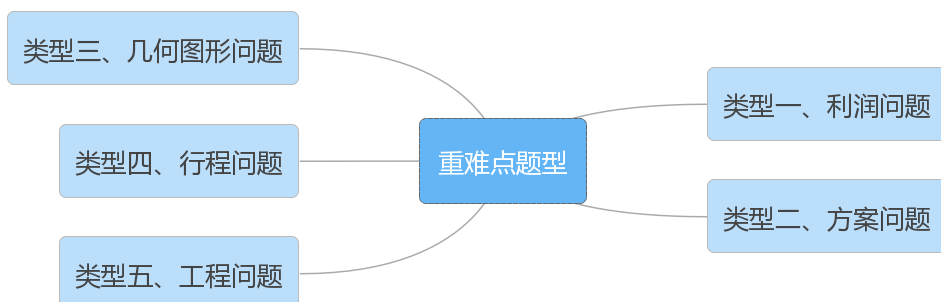 重难点题型
类型一、利润问题
类型二、方案问题
类型三、几何图形问题
类型四、行程问题
类型五、工程问题